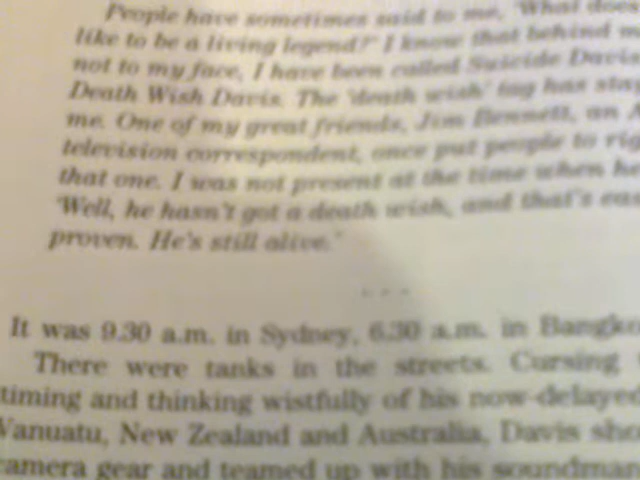 People have sometimes said to me, 'What does
like to be a living legend?' I know that behind
not to my face, I have been called Suicide Davis
Death Wish Davis. The 'death wish' tag has
me. One of my great friends, Jim Bennett, an
television correspondent, once put people to
that one. I was not present at the time when he
'Well, he hasn't got a death wish, and that's
proven. He's still alive.'
...
It was 9.30 a.m. in Sydney, 6.30 a.m. in
There were tanks in the streets. Cursing
timing and thinking wistfully of his now-delayed
Vanuatu, New Zealand and Australia, Davis
camera gear and teamed up with his soundman